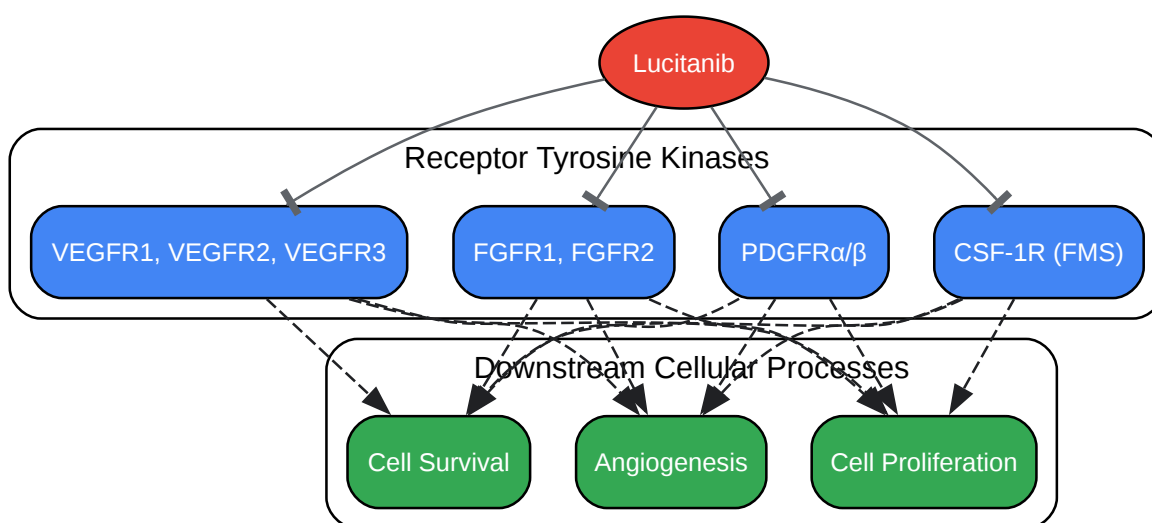 Lucitanib
Receptor Tyrosine Kinases
VEGFR1, VEGFR2, VEGFR3
FGFR1, FGFR2
PDGFRα/β
CSF-1R (FMS)
Downstream Cellular Processes
Cell Survival
Angiogenesis
Cell Proliferation